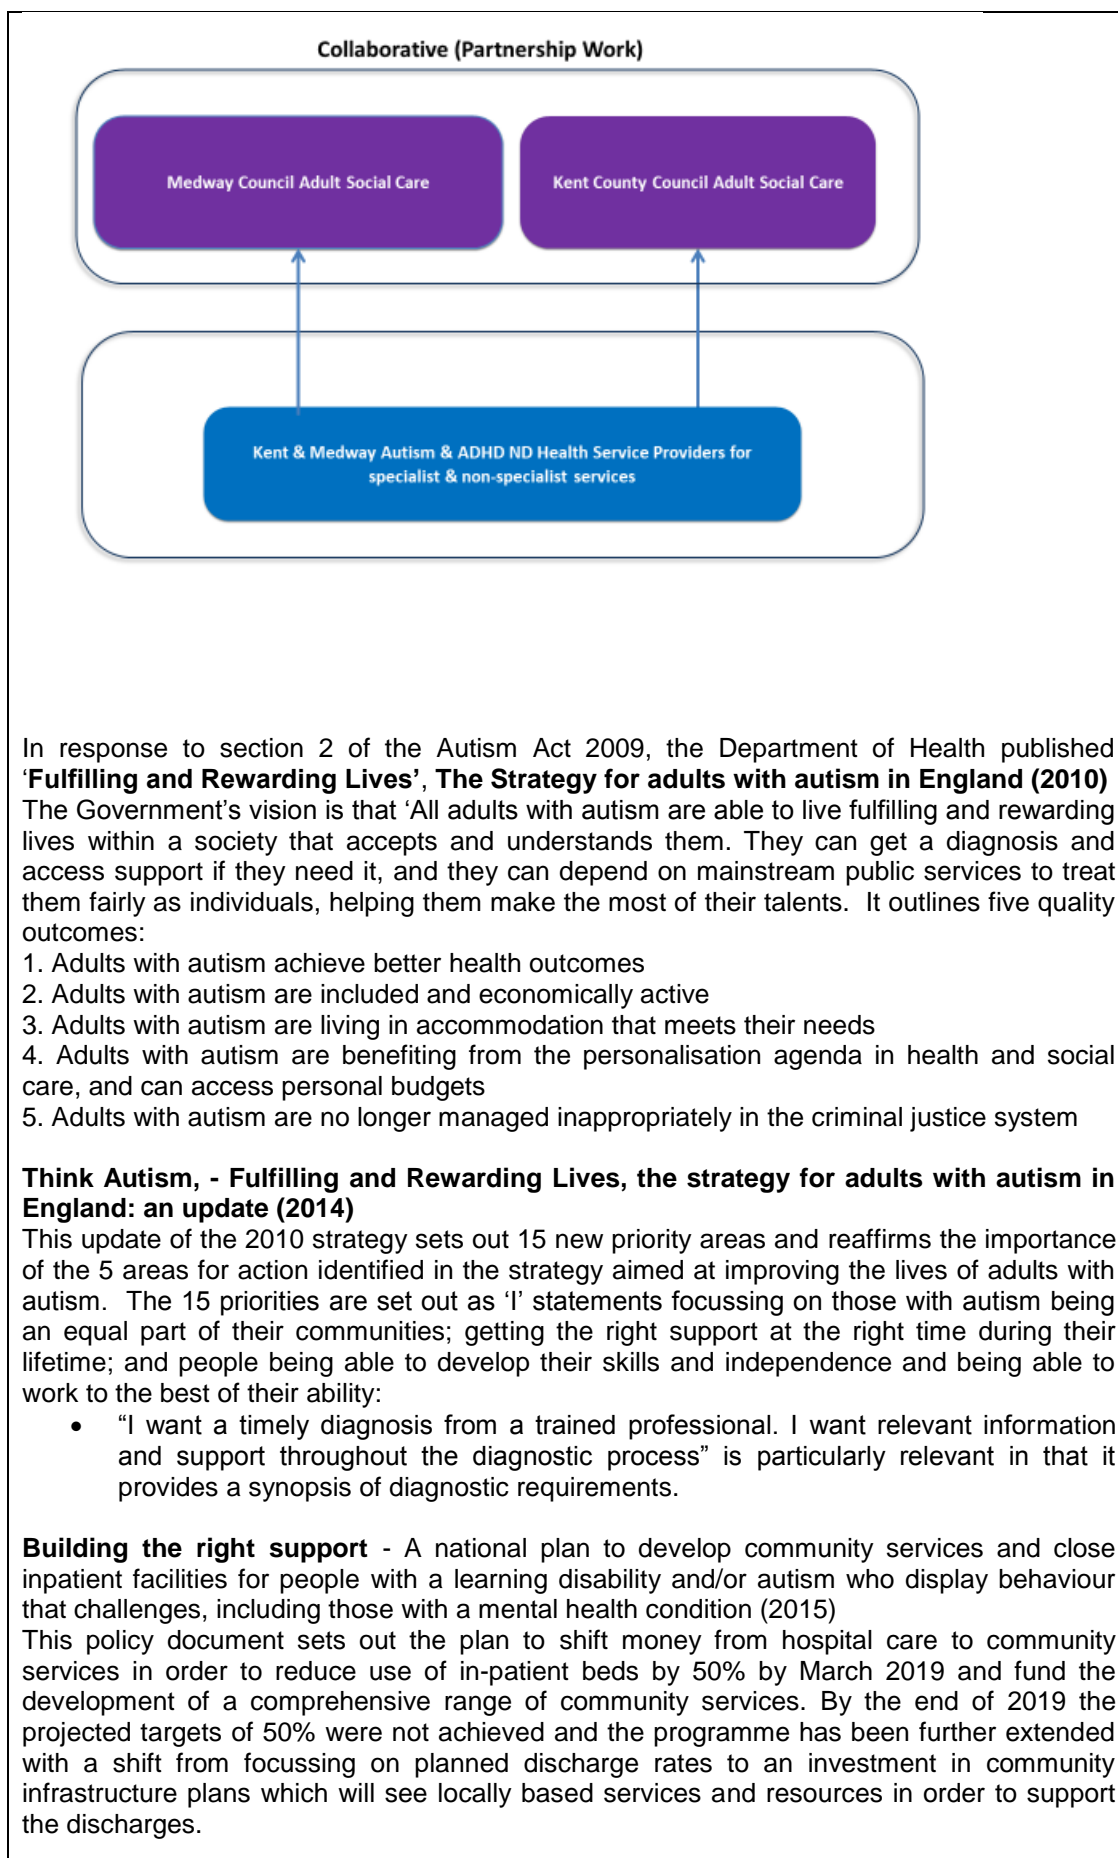 Collaborative (Partnership Work)
Medway Council Adult Social Care
Kent County Council Adult Social Care
Kent & Medway Autism & ADHD ND Health Service Providers for
specialist & non-specialist services
In response to section 2 of the Autism Act 2009, the Department of Health published
‘Fulfilling and Rewarding Lives’, The Strategy for adults with autism in England (2010)
The Government’s vision is that ‘All adults with autism are able to live fulfilling and rewarding
lives within a society that accepts and understands them. They can get a diagnosis and
access support if they need it, and they can depend on mainstream public services to treat
them fairly as individuals, helping them make the most of their talents. It outlines five quality
outcomes:
1. Adults with autism achieve better health outcomes
2. Adults with autism are included and economically active
3. Adults with autism are living in accommodation that meets their needs
4. Adults with autism are benefiting from the personalisation agenda in health and social
care, and can access personal budgets
5. Adults with autism are no longer managed inappropriately in the criminal justice system
Think Autism, - Fulfilling and Rewarding Lives, the strategy for adults with autism in
England: an update (2014)
This update of the 2010 strategy sets out 15 new priority areas and reaffirms the importance
of the 5 areas for action identified in the strategy aimed at improving the lives of adults with
autism. The 15 priorities are set out as ‘I’ statements focussing on those with autism being
an equal part of their communities; getting the right support at the right time during their
lifetime; and people being able to develop their skills and independence and being able to
work to the best of their ability:
• “I want a timely diagnosis from a trained professional. I want relevant information
and support throughout the diagnostic process” is particularly relevant in that it
provides a synopsis of diagnostic requirements.
Building the right support - A national plan to develop community services and close
inpatient facilities for people with a learning disability and/or autism who display behaviour
that challenges, including those with a mental health condition (2015)
This policy document sets out the plan to shift money from hospital care to community
services in order to reduce use of in-patient beds by 50% by March 2019 and fund the
development of a comprehensive range of community services. By the end of 2019 the
projected targets of 50% were not achieved and the programme has been further extended
with a shift from focussing on planned discharge rates to an investment in community
infrastructure plans which will see locally based services and resources in order to support
the discharges.